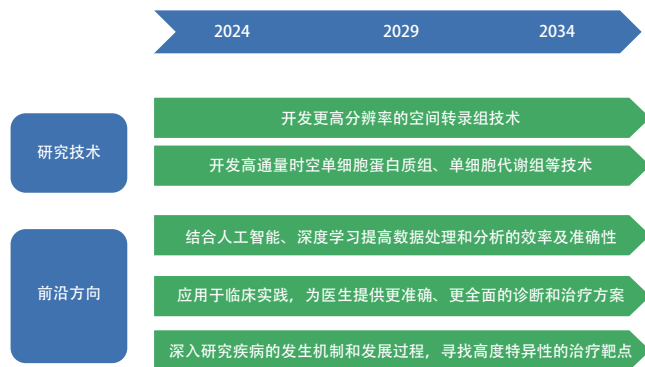 2024 2029 2034
研究技术
开发更高分辨率的空间转录组技术
开发高通量时空单细胞蛋白质组、单细胞代谢组等技术
前沿方向
结合人工智能、深度学习提高数据处理和分析的效率及准确性
应用于临床实践，为医生提供更准确、更全面的诊断和治疗方案
深入研究疾病的发生机制和发展过程，寻找高度特异性的治疗靶点